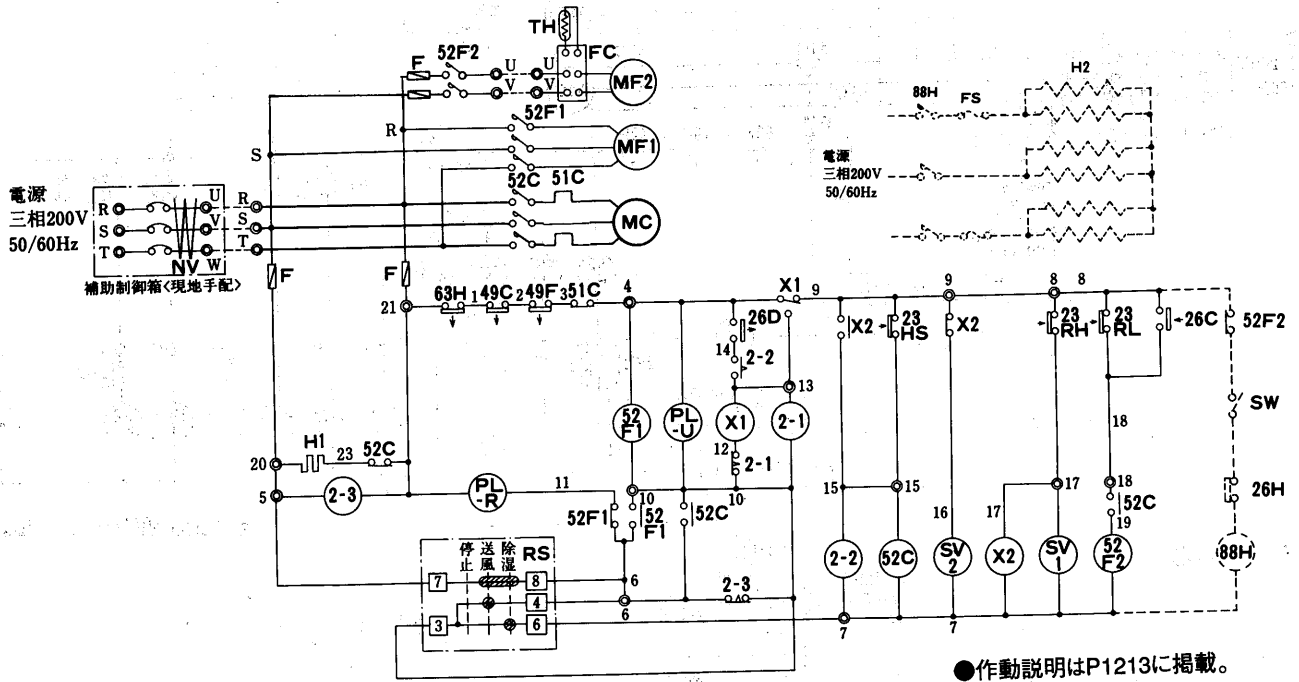 TH
FC
52F2
F
U
U
V
V
MF2
H2
88H
FS
52F1
R
MF1
S
電源
三相200V
50/60Hz
52C
51C
電源
三相200V
50/60Hz
R
U
R
S
V
S
MC
T
W
T
NV
補助制御箱<現地手配>
F
F
21
63H
1
49C
2
49F
3
51C
4
X1
9
9
8
8
26D
X2
23
HS
X2
23
RH
23
RL
26C
52F2
14
2-2
13
SW
52
F1
PL
-U
X1
2-1
18
H1
23
52C
20
12
2-1
5
2-3
PL
-R
11
10
10
15
15
16
17
17
18
26H
52F1
52
F1
52C
52C
19
停止
送風
除湿
RS
2-2
52C
SV
2
X2
SV
1
52
F2
88H
7
8
6
2-3
4
6
3
6
7
7
●作動説明はP1213に掲載。